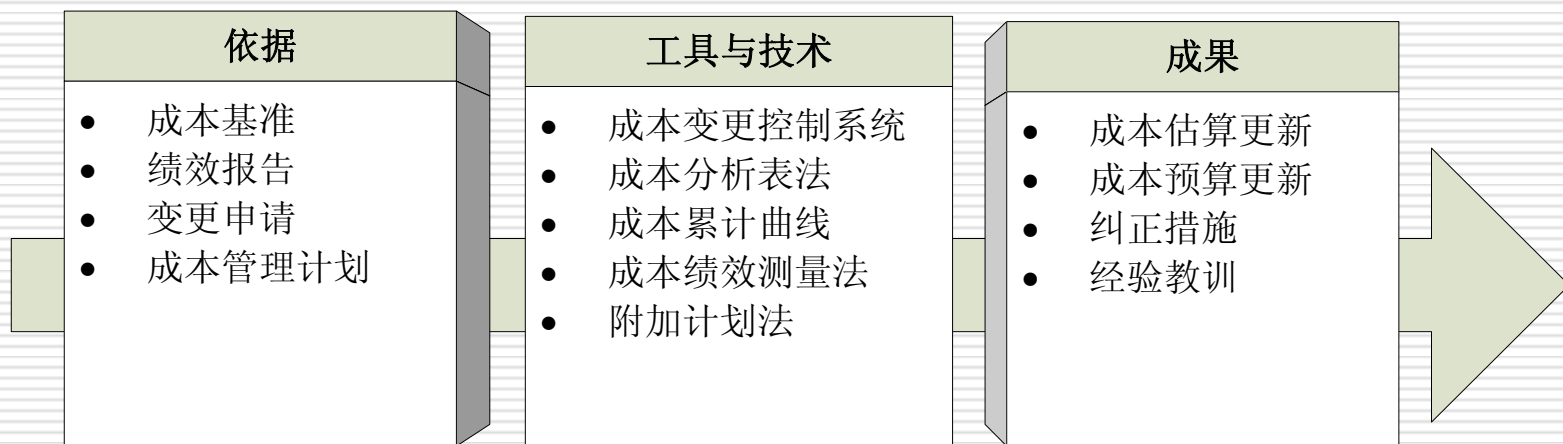 依据
• 成本基准
• 绩效报告
• 变更申请
• 成本管理计划
工具与技术
• 成本变更控制系统
• 成本分析表法
• 成本累计曲线
• 成本绩效测量法
• 附加计划法
成果
• 成本估算更新
• 成本预算更新
• 纠正措施
• 经验教训